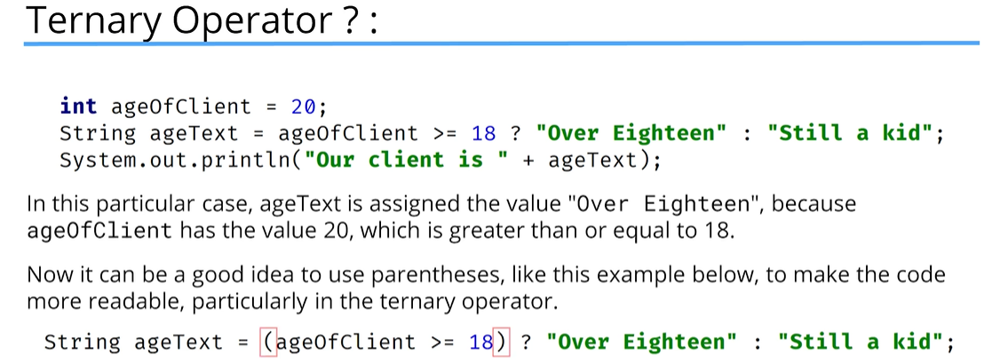 Ternary Operator ? :
int ageOfClient = 20;
String ageText = ageOfClient >= 18 ? "Over Eighteen" : "Still a kid";
System.out.println("Our client is " + ageText);
In this particular case, ageText is assigned the value "Over Eighteen", because
ageOfClient has the value 20, which is greater than or equal to 18.
Now it can be a good idea to use parentheses, like this example below, to make the code
more readable, particularly in the ternary operator.
String ageText = (ageOfClient >= 18) ? "Over Eighteen" : "Still a kid";